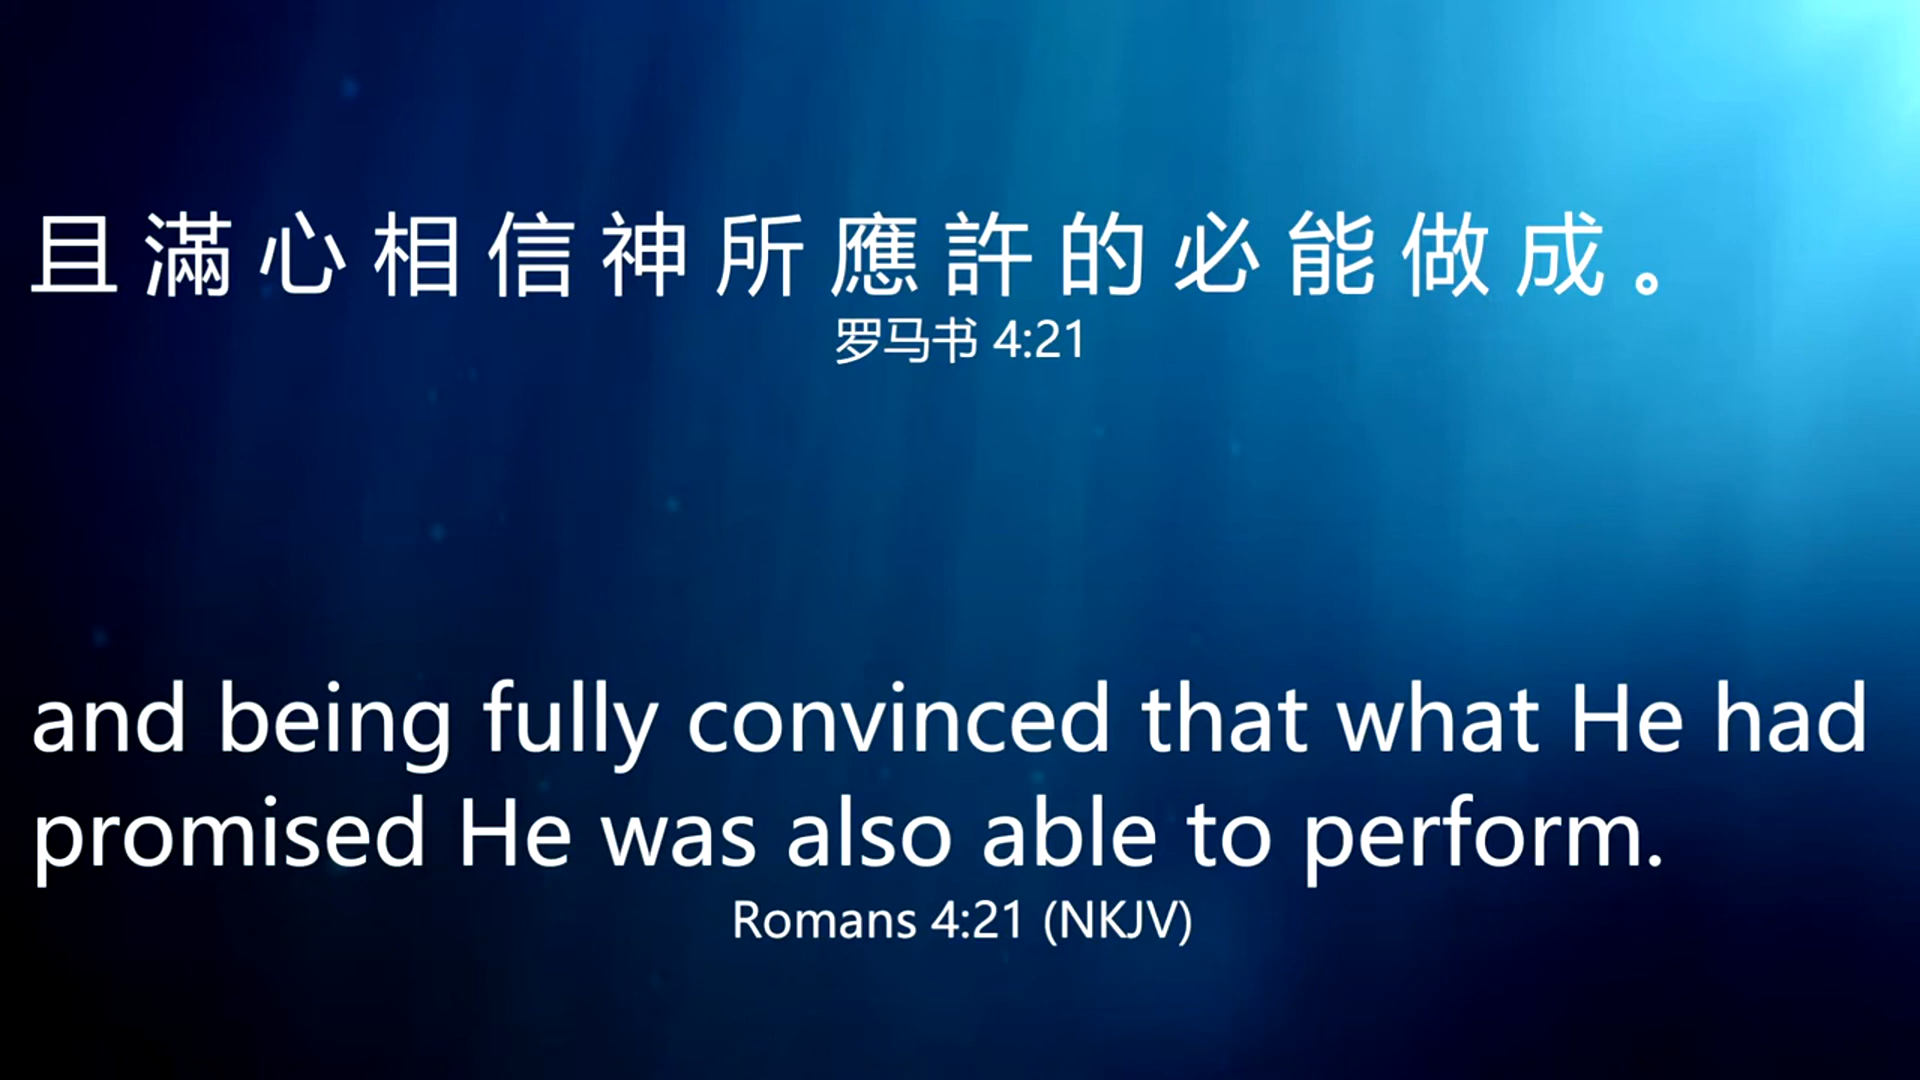 且滿心相信神所應許的必能做成。
罗马书 4:21
and being fully convinced that what He had
promised He was also able to perform.
Romans 4:21 (NKJV)